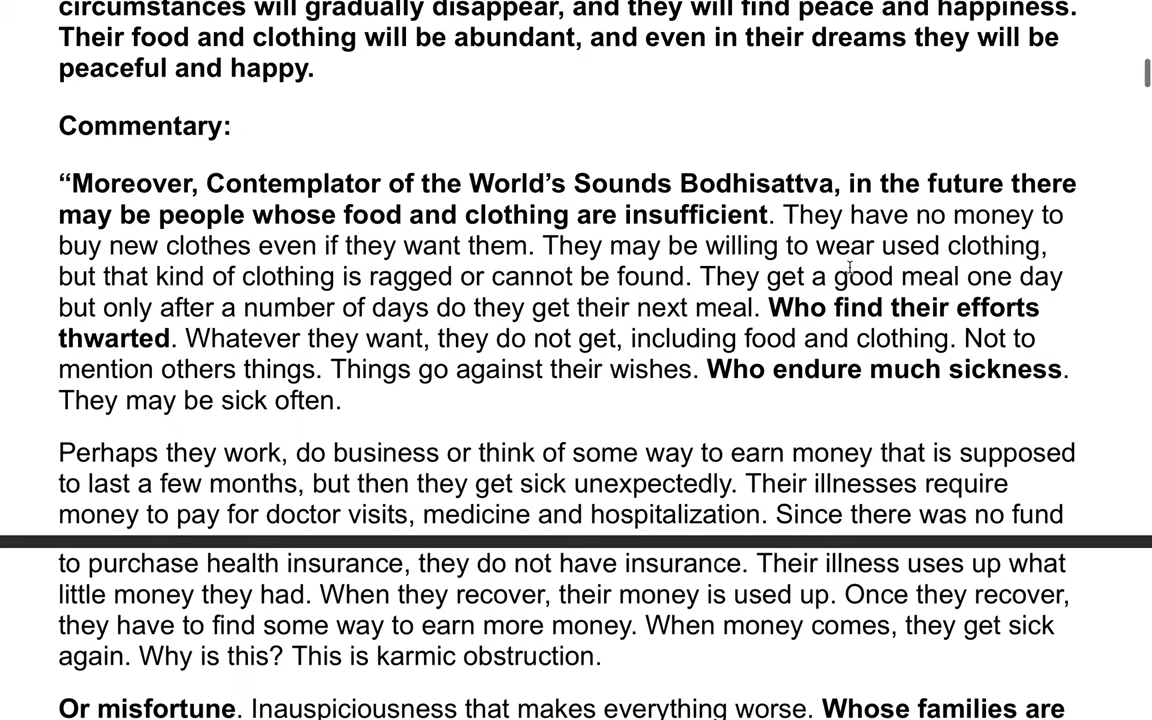 circumstances will gradually disappear, and they will find peace and happiness.
Their food and clothing will be abundant, and even in their dreams they will be
peaceful and happy.
Commentary:
“Moreover, Contemplator of the World’s Sounds Bodhisattva, in the future there
may be people whose food and clothing are insufficient. They have no money to
buy new clothes even if they want them. They may be willing to wear used clothing,
but that kind of clothing is ragged or cannot be found. They get a good meal one day
but only after a number of days do they get their next meal. Who find their efforts
thwarted. Whatever they want, they do not get, including food and clothing. Not to
mention others things. Things go against their wishes. Who endure much sickness.
They may be sick often.
Perhaps they work, do business or think of some way to earn money that is supposed
to last a few months, but then they get sick unexpectedly. Their illnesses require
money to pay for doctor visits, medicine and hospitalization. Since there was no fund
to purchase health insurance, they do not have insurance. Their illness uses up what
little money they had. When they recover, their money is used up. Once they recover,
they have to find some way to earn more money. When money comes, they get sick
again. Why is this? This is karmic obstruction.
Or misfortune. Inauspiciousness that makes everything worse. Whose families are